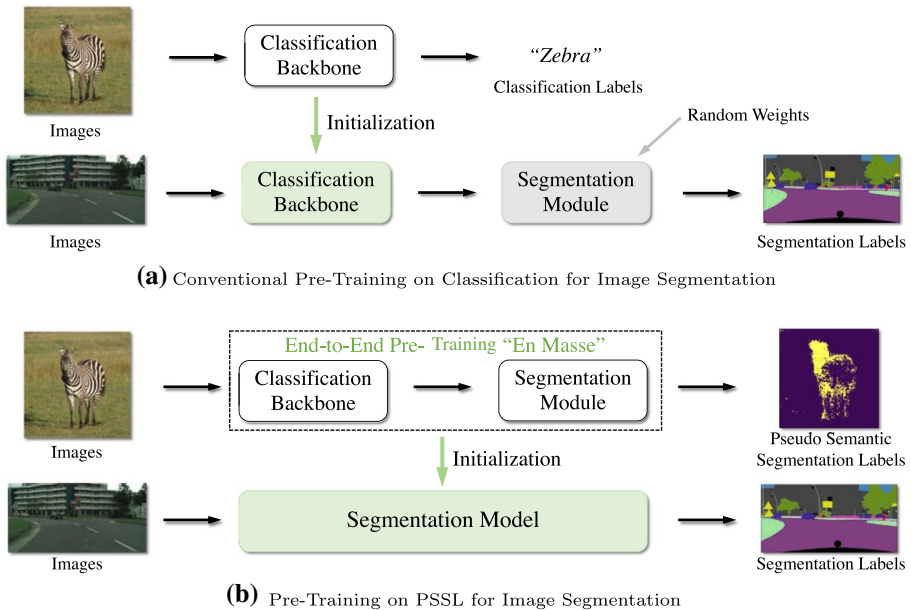 Classification
Backbone
“Zebra”
Classification Labels
Images
Initialization
Random Weights
Classification
Backbone
Segmentation
Module
Images
Segmentation Labels
(a) Conventional Pre-Training on Classification for Image Segmentation
End-to-End Pre- Training “En Masse”
Classification
Backbone
Segmentation
Module
Images
Pseudo Semantic
Segmentation Labels
Initialization
Segmentation Model
Images
Segmentation Labels
(b) Pre-Training on PSSL for Image Segmentation